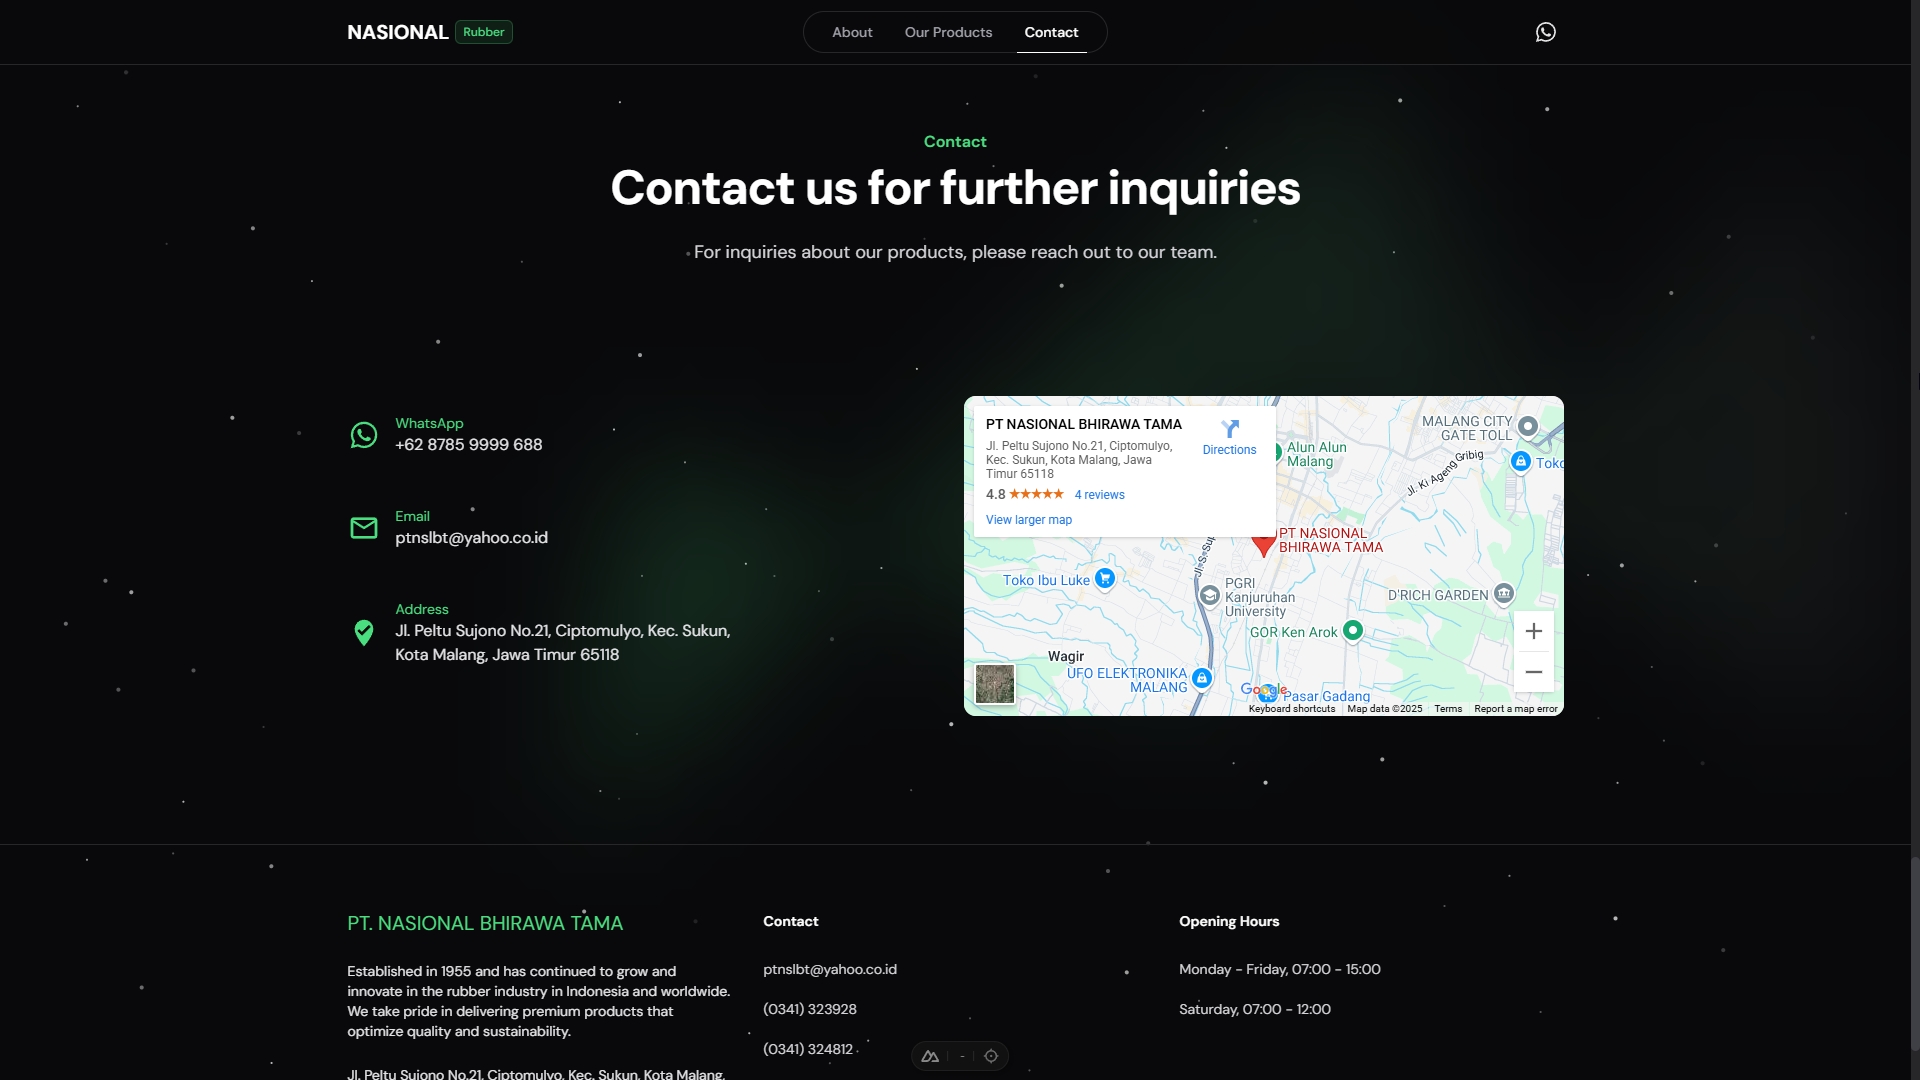 NASIONAL Rubber
About
Our Products
Contact
Contact
Contact us for further inquiries
For inquiries about our products, please reach out to our team.
WhatsApp
+62 8785 9999 688
Email
ptnslbt@yahoo.co.id
Address
Jl. Peltu Sujono No.21, Ciptomulyo, Kec. Sukun,
Kota Malang, Jawa Timur 65118
PT NASIONAL BHIRAWA TAMA
Jl. Peltu Sujono No.21, Ciptomulyo,
Kec. Sukun, Kota Malang, Jawa
Timur 65118
4.8 ★★★★★ 4 reviews
View larger map
Directions
Alun Alun
Malang
MALANG CITY
GATE TOLL
Toko
Jl. Ki Ageng Gribig
PT NASIONAL
BHIRAWA TAMA
Jl. S. Sup
Toko Ibu Luke
PGRI
Kanjuruhan
University
D'RICH GARDEN
GOR Ken Arok
Wagir
UFO ELEKTRONIKA
MALANG
Google
Pasar Gadang
Keyboard shortcuts
Map data ©2025
Terms
Report a map error
PT. NASIONAL BHIRAWA TAMA
Established in 1955 and has continued to grow and
innovate in the rubber industry in Indonesia and worldwide.
We take pride in delivering premium products that
optimize quality and sustainability.
Jl. Peltu Sujono No.21, Ciptomulyo, Kec. Sukun, Kota Malang,
Contact
ptnslbt@yahoo.co.id
(0341) 323928
(0341) 324812
Opening Hours
Monday - Friday, 07:00 - 15:00
Saturday, 07:00 - 12:00